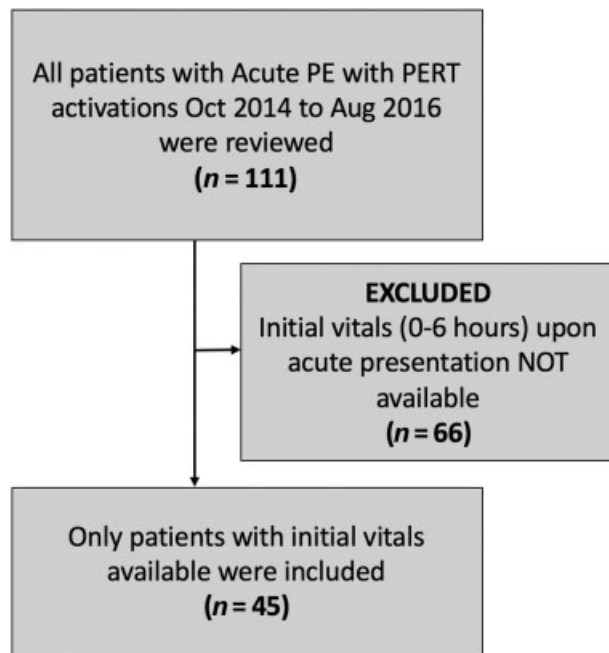 All patients with Acute PE with PERT
activations Oct 2014 to Aug 2016
were reviewed
(n = 111)
EXCLUDED
Initial vitals (0-6 hours) upon
acute presentation NOT
available
(n = 66)
Only patients with initial vitals
available were included
(n = 45)